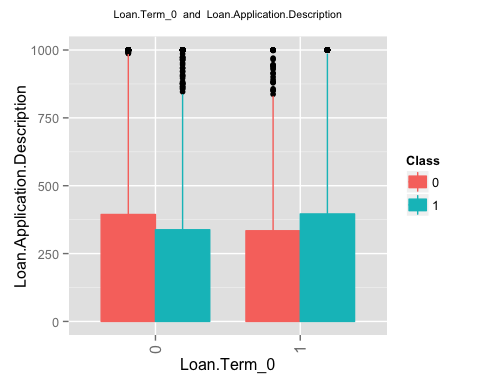 Loan.Term_0 and Loan.Application.Description
1000
750
500
250
0
Loan.Application.Description
0
1
Loan.Term_0
Class
0
1